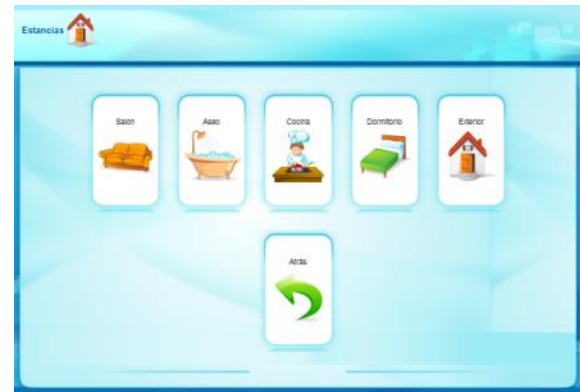 Estancias
Salon
Aseo
Cocina
Dormitorio
Exterior
Atrás